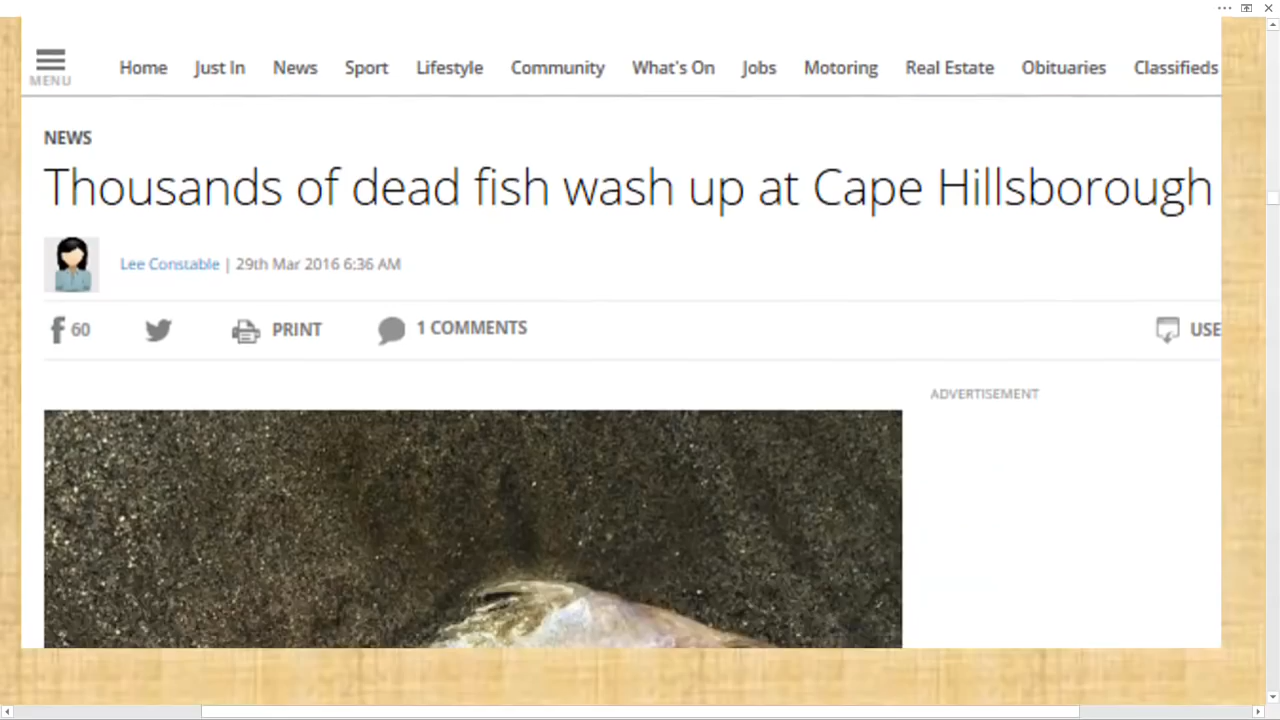 MENU
Home Just In News Sport Lifestyle Community What's On Jobs Motoring Real Estate Obituaries Classifieds
NEWS
Thousands of dead fish wash up at Cape Hillsborough
Lee Constable | 29th Mar 2016 6:36 AM
60 PRINT 1 COMMENTS USE
ADVERTISEMENT